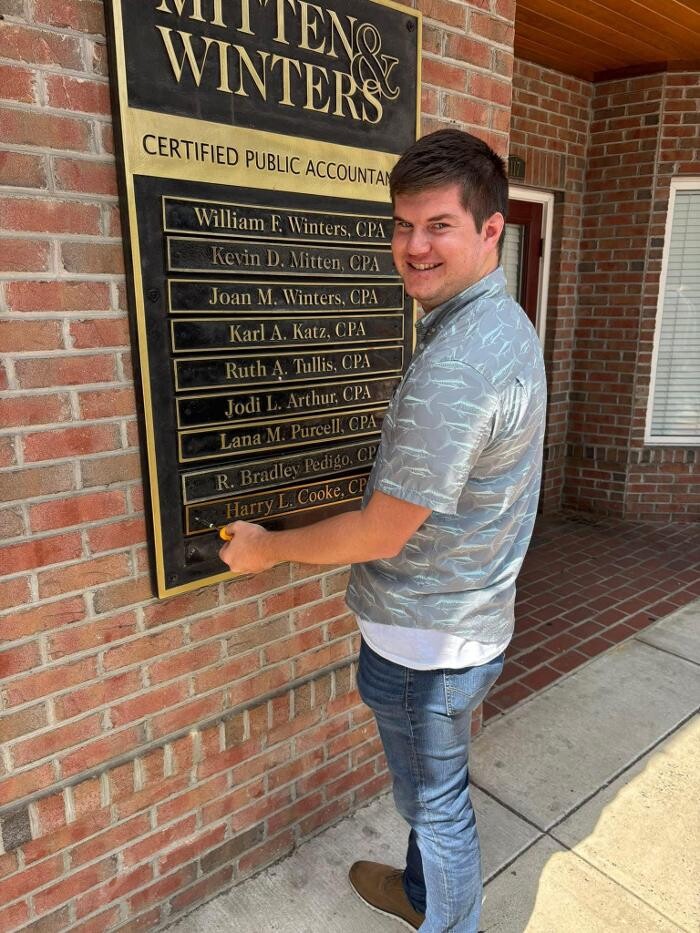 MITTEN &
WINTERS
CERTIFIED PUBLIC ACCOUNTAN
William F. Winters, CPA
Kevin D. Mitten, CPA
Joan M. Winters, CPA
Karl A. Katz, CPA
Ruth A. Tullis, CPA
Jodi L. Arthur, CPA
Lana M. Purcell, CPA
R. Bradley Pedigo, CP
Harry L. Cooke, CP